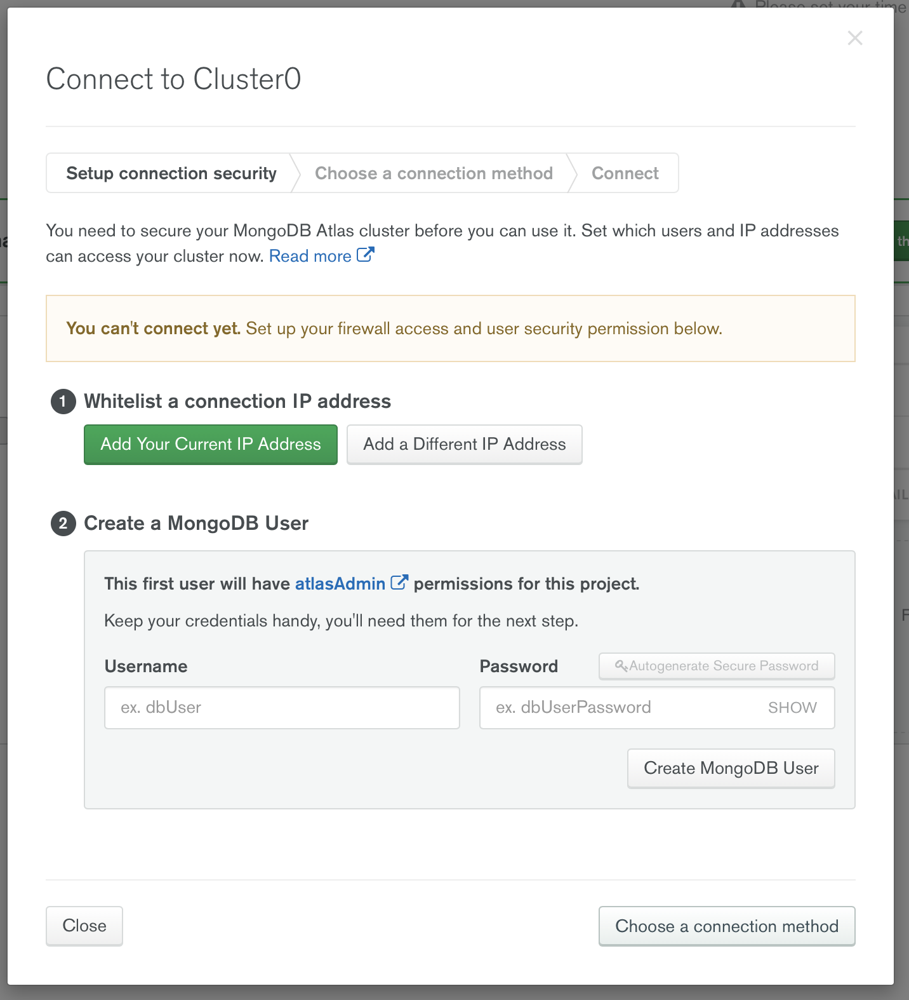 Please set your time
Connect to Cluster0
Setup connection security
Choose a connection method
Connect
You need to secure your MongoDB Atlas cluster before you can use it. Set which users and IP addresses
can access your cluster now. Read more
You can't connect yet. Set up your firewall access and user security permission below.
1 Whitelist a connection IP address
Add Your Current IP Address
Add a Different IP Address
2 Create a MongoDB User
This first user will have atlasAdmin permissions for this project.
Keep your credentials handy, you'll need them for the next step.
Username
Password
Autogenerate Secure Password
ex. dbUser
ex. dbUserPassword
SHOW
Create MongoDB User
Close
Choose a connection method